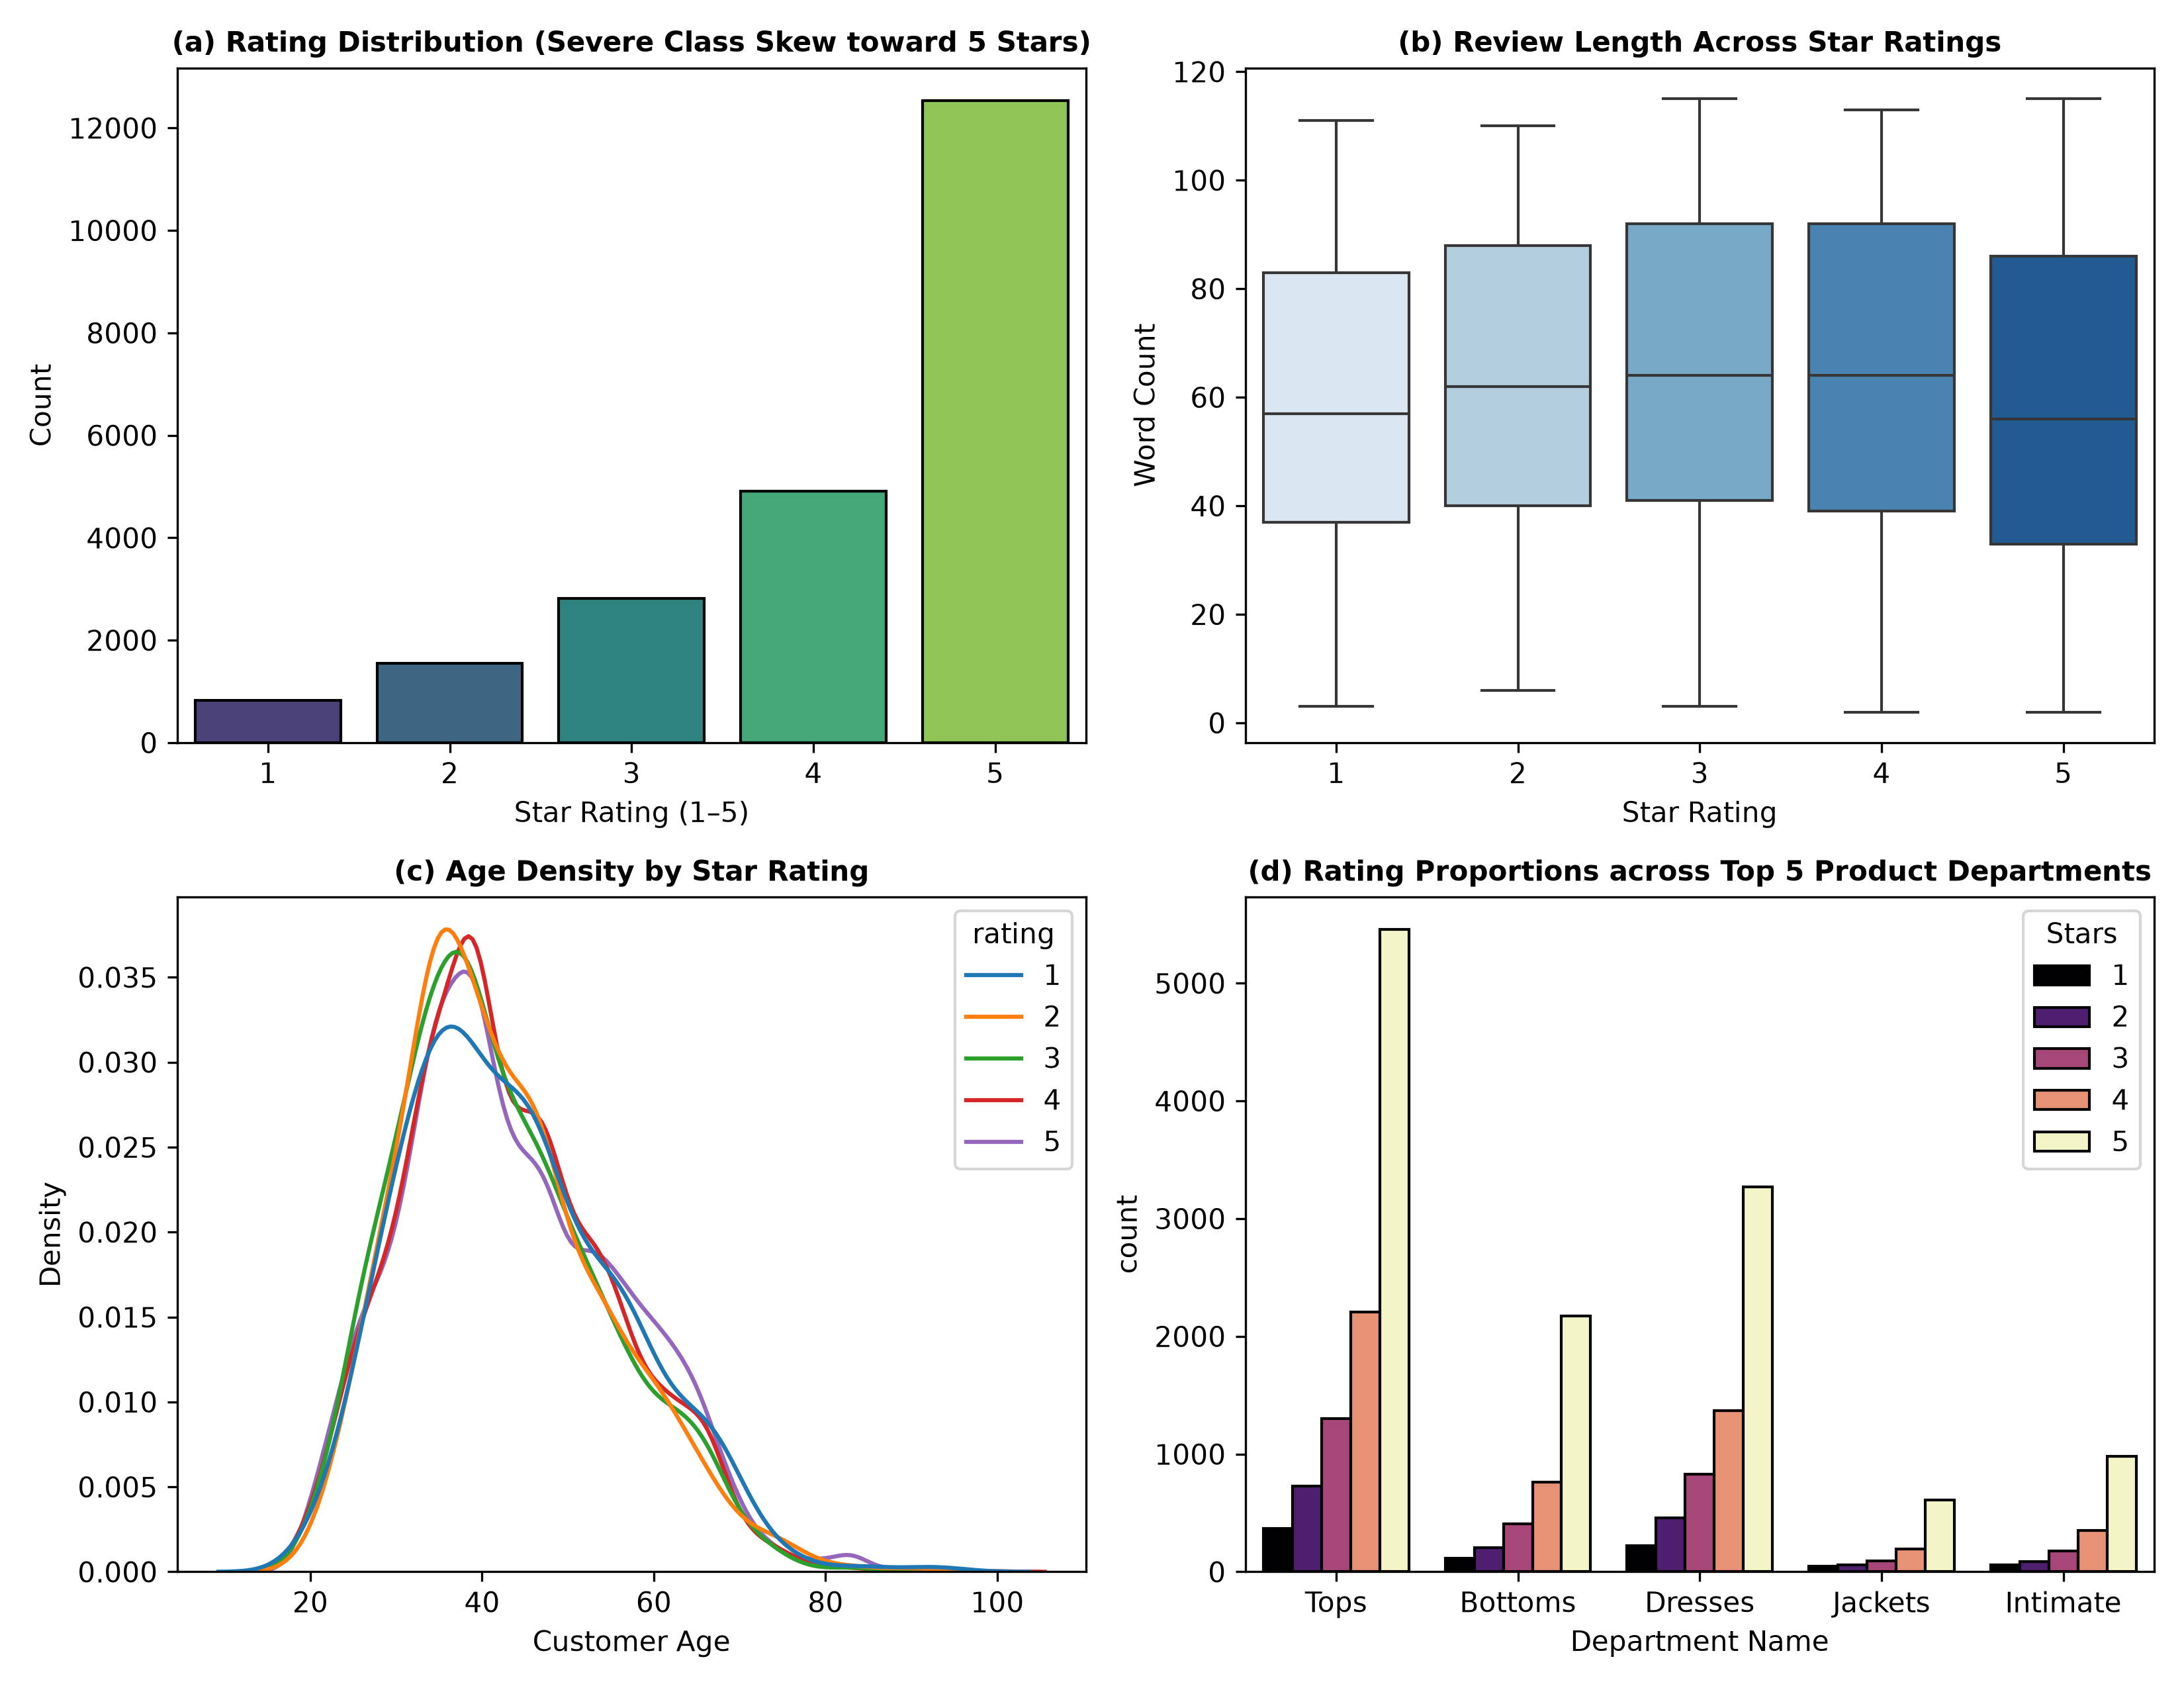 (a) Rating Distribution (Severe Class Skew toward 5 Stars)
12000
10000
8000
6000
4000
2000
0
Count
1 2 3 4 5
Star Rating (1–5)
(b) Review Length Across Star Ratings
120
100
80
60
40
20
0
Word Count
1 2 3 4 5
Star Rating
(c) Age Density by Star Rating
0.035
0.030
0.025
0.020
0.015
0.010
0.005
0.000
Density
rating
1
2
3
4
5
20 40 60 80 100
Customer Age
(d) Rating Proportions across Top 5 Product Departments
5000
4000
3000
2000
1000
0
count
Stars
1
2
3
4
5
Tops Bottoms Dresses Jackets Intimate
Department Name